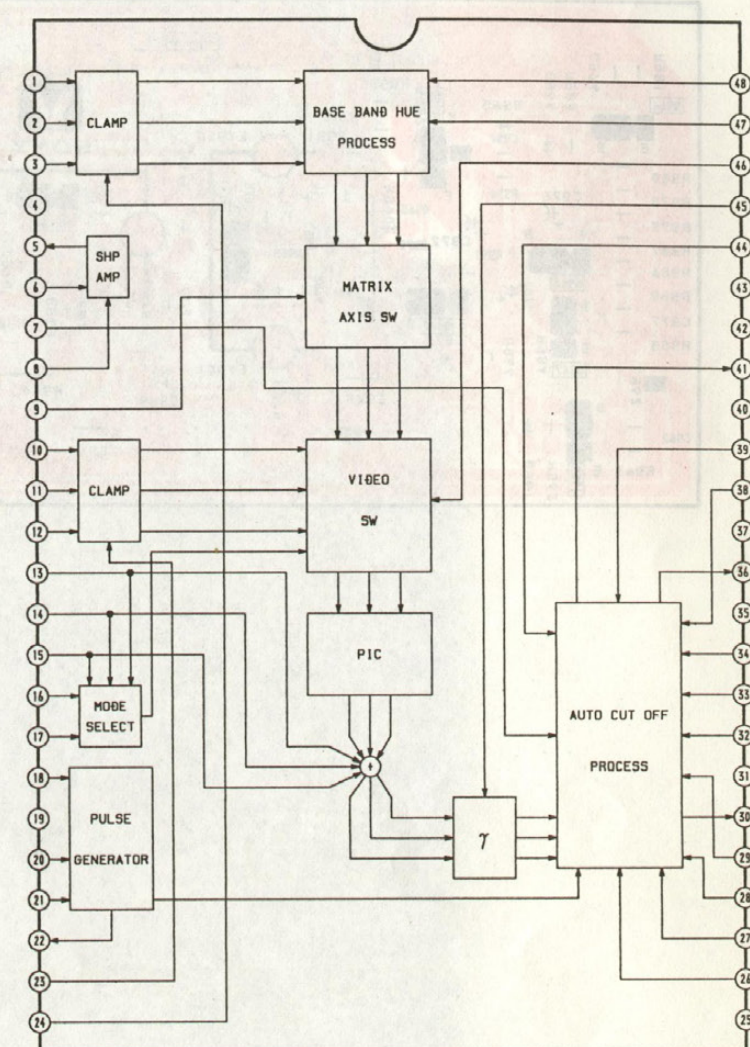 1
2
3
4
5
6
7
8
9
10
11
12
13
14
15
16
17
18
19
20
21
22
23
24
CLAMP
SHP
AMP
CLAMP
MODE
SELECT
PULSE
GENERATOR
BASE BAND HUE
PROCESS
MATRIX
AXIS SW
VIDEO
SW
PIC
+
γ
AUTO CUT OFF
PROCESS
48
47
46
45
44
43
42
41
40
39
38
37
36
35
34
33
32
31
30
29
28
27
26
25